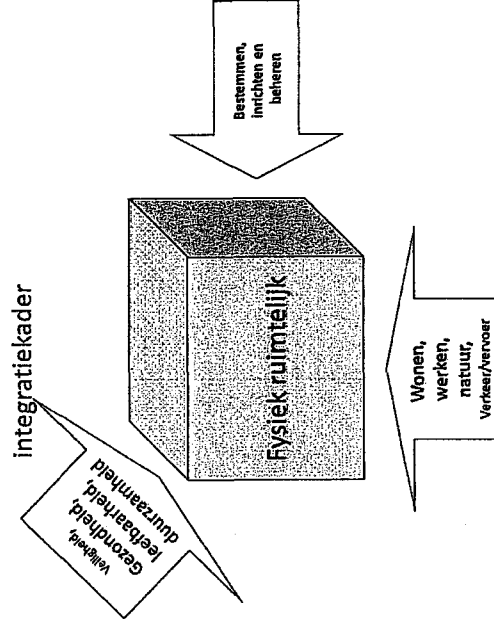 integratiekader
Veiligheid,
Gezondheid,
leefbaarheid,
duurzaamheid
Fysiek ruimtelijk
Bestemmen,
inrichten en
beheren
Wonen,
werken,
natuur,
Verkeer/vervoer